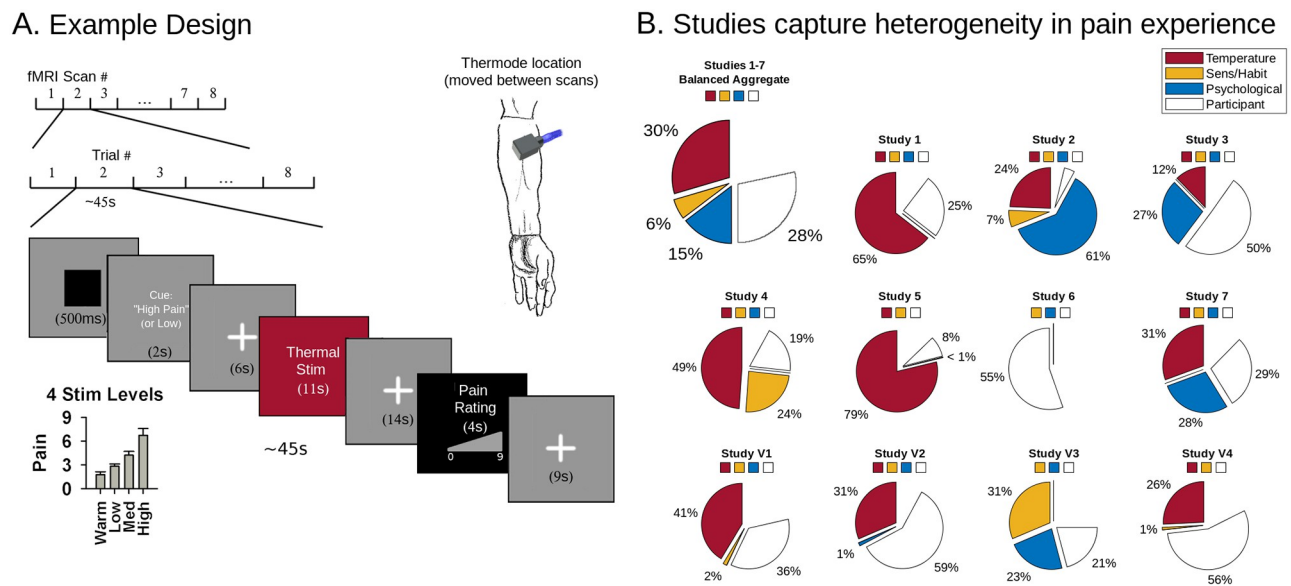 A. Example Design
fMRI Scan #
1 2 3 ... 7 8
Trial #
1 2 3 ... 8
~45s
Thermode location
(moved between scans)
(500ms)
Cue:
"High Pain"
(or Low)
(2s)
(6s)
Thermal
Stim
(11s)
(14s)
Pain
Rating
(4s)
0 9
(9s)
~45s
4 Stim Levels
Pain
9
6
3
0
Warm
Low
Med
High
B. Studies capture heterogeneity in pain experience
Temperature
Sens/Habit
Psychological
Participant
Studies 1-7
Balanced Aggregate
30%
6%
15%
28%
Study 1
25%
65%
Study 2
24%
7%
61%
Study 3
12%
27%
50%
Study 4
19%
49%
24%
Study 5
8%
< 1%
79%
Study 6
55%
Study 7
31%
29%
28%
Study V1
41%
2%
36%
Study V2
31%
1%
59%
Study V3
31%
23%
21%
Study V4
26%
1%
56%